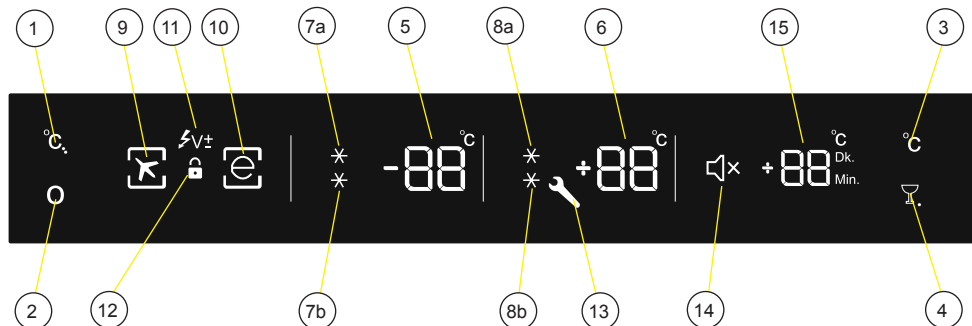 1 9 11 10 7a 5 8a 6 15 3
°C. V± °C °C °C °C
e -88 ÷88 ÷88 Dk.
O Min.
2 12 7b 8b 13 14 4